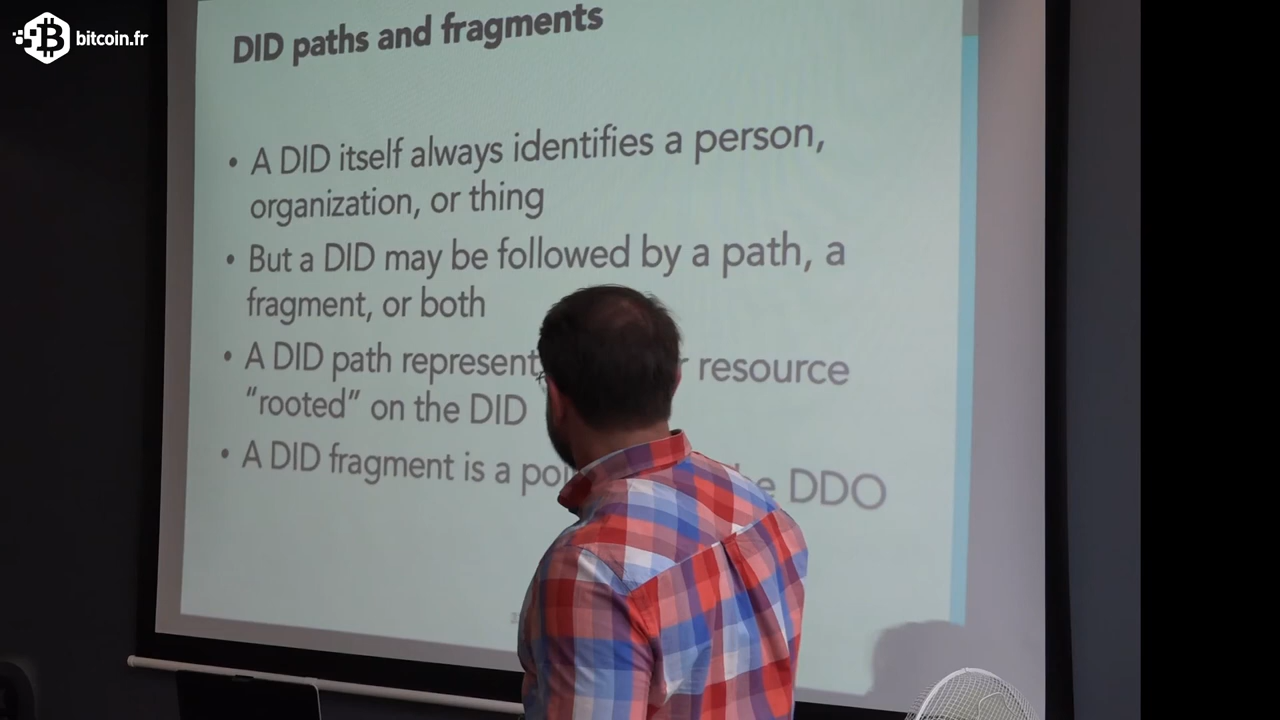 bitcoin.fr
DID paths and fragments
• A DID itself always identifies a person,
organization, or thing
• But a DID may be followed by a path, a
fragment, or both
• A DID path represent resource
“rooted” on the DID
• A DID fragment is a DDO